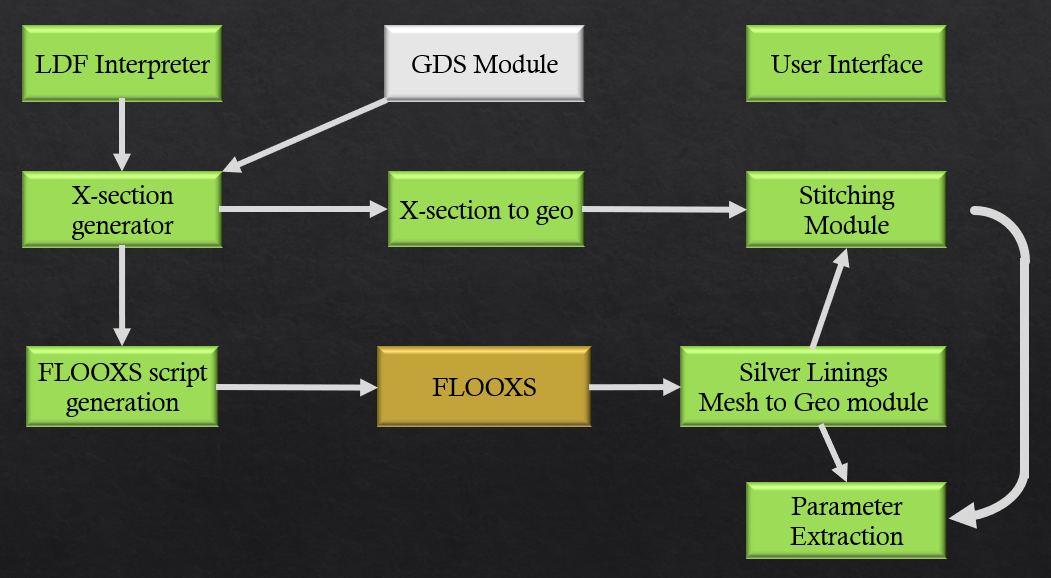 LDF Interpreter
GDS Module
User Interface
X-section
generator
X-section to geo
Stitching
Module
FLOOXS script
generation
FLOOXS
Silver Linings
Mesh to Geo module
Parameter
Extraction